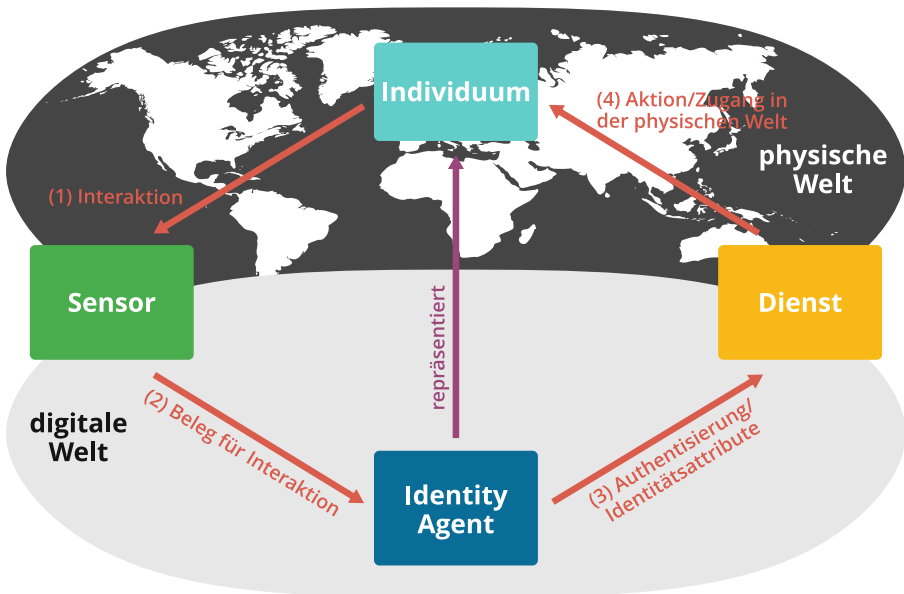 Individuum
(4) Aktion/Zugang in
der physischen Welt
physische
Welt
(1) Interaktion
Sensor
Dienst
repräsentiert
digitale
Welt
(2) Beleg für Interaktion
Identity
Agent
(3) Authentisierung/
Identitätsattribute